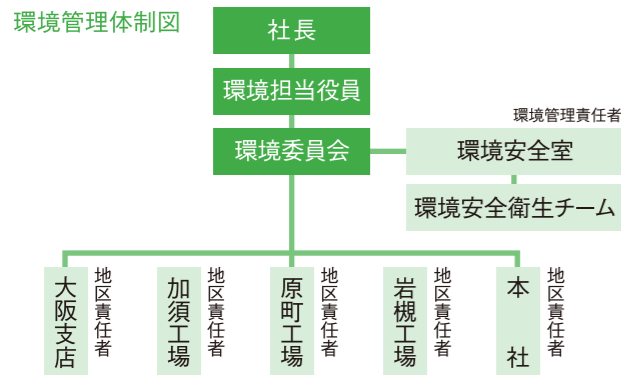 環境管理体制図
社長
環境担当役員
環境委員会
環境管理責任者
環境安全室
環境安全衛生チーム
大阪支店
地区責任者
加須工場
地区責任者
原町工場
地区責任者
岩槻工場
地区責任者
本社
地区責任者